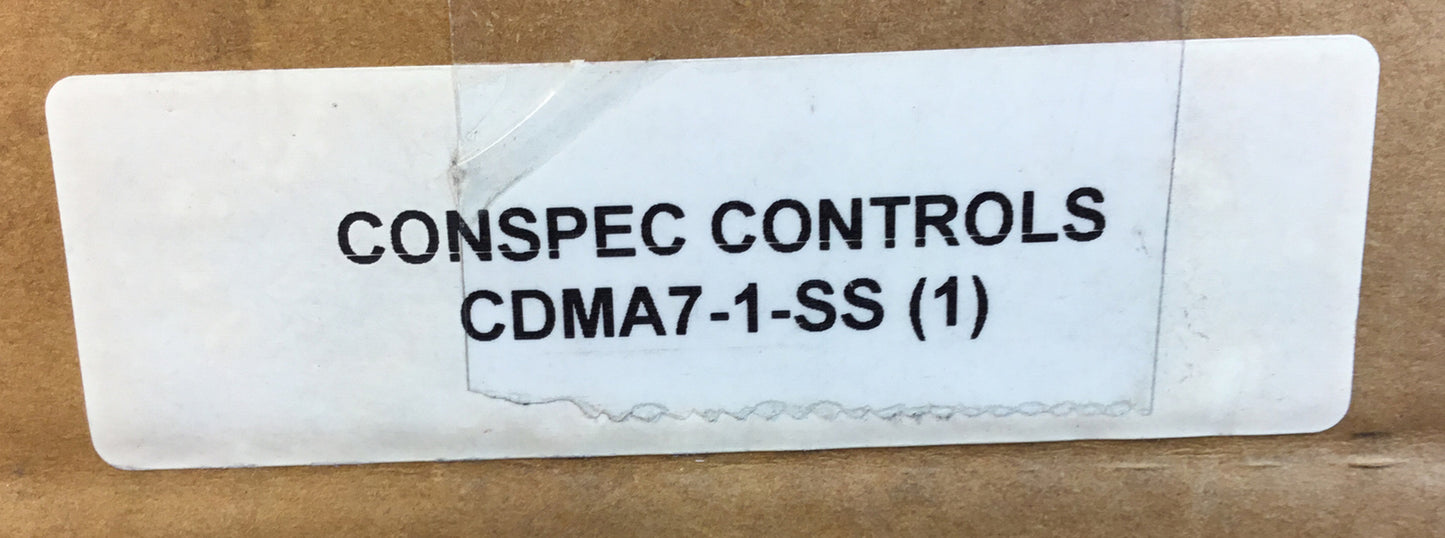 CONSPEC CONTROLS
CDMA7-1-SS (1)